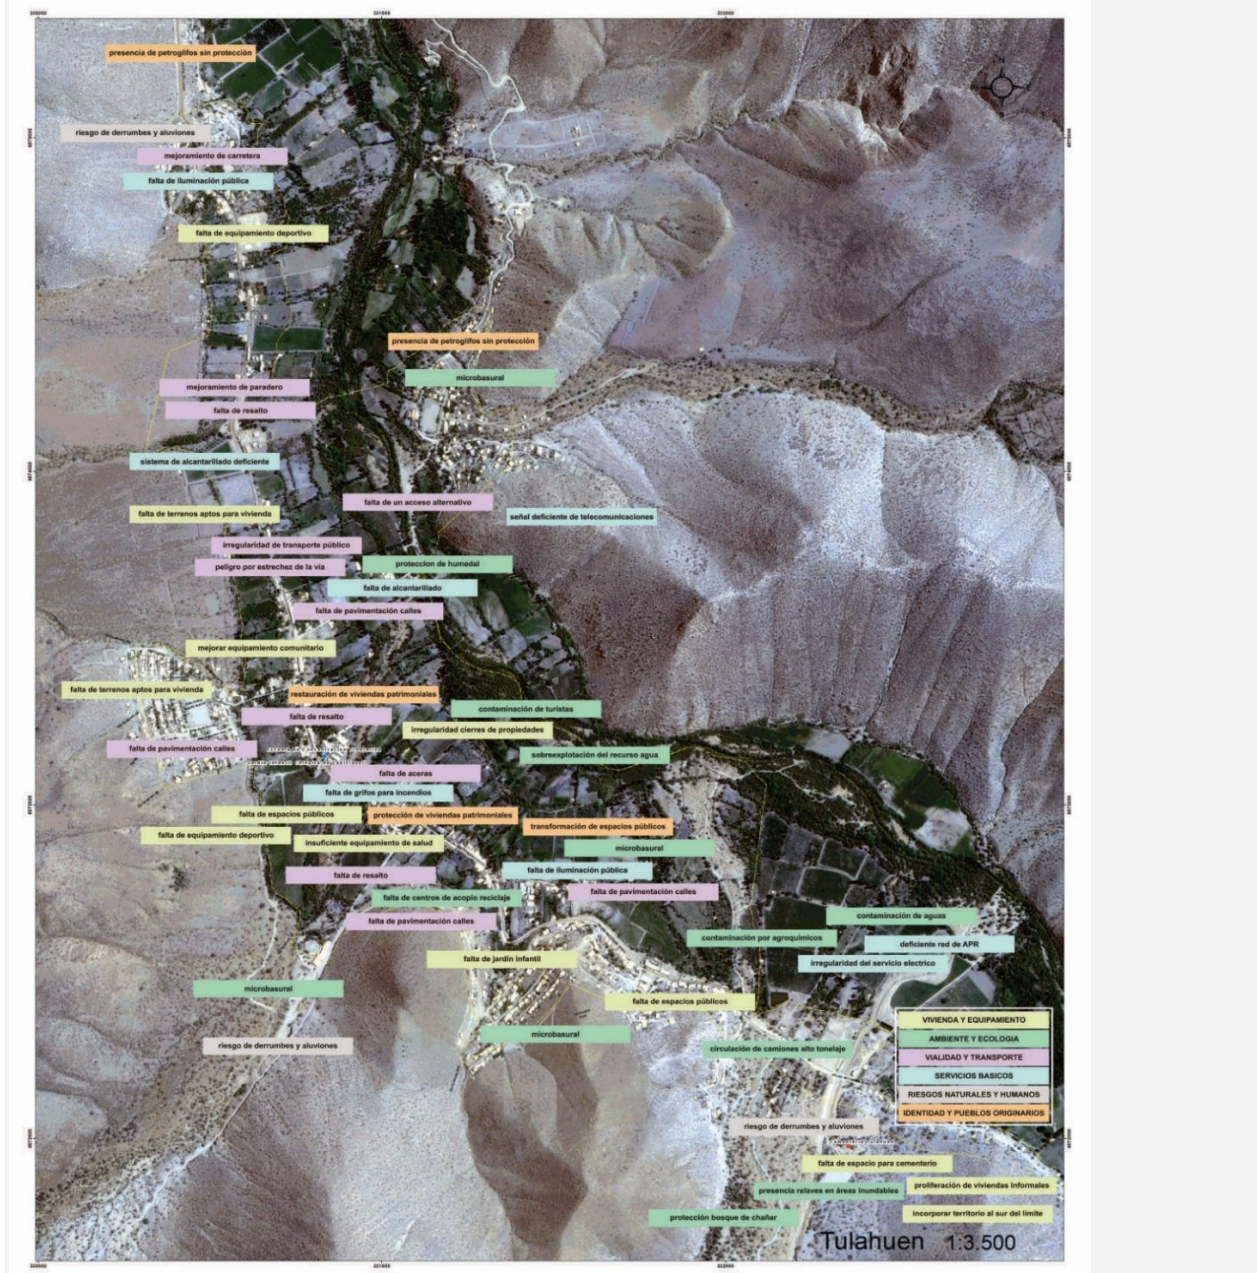 330000
331000
332000
presencia de petroglifos sin protección
riesgo de derrumbes y aluviones
mejoramiento de carretera
falta de iluminación pública
falta de equipamiento deportivo
presencia de petroglifos sin protección
microbasural
mejoramiento de paradero
falta de resalto
sistema de alcantarillado deficiente
falta de un acceso alternativo
falta de terrenos aptos para vivienda
señal deficiente de telecomunicaciones
irregularidad de transporte público
peligro por estrechez de la vía
proteccion de humedal
falta de alcantarillado
falta de pavimentación calles
mejorar equipamiento comunitario
falta de terrenos aptos para vivienda
restauración de viviendas patrimoniales
contaminación de turistas
falta de resalto
irregularidad cierres de propiedades
falta de pavimentación calles
sobreexplotación del recurso agua
falta de aceras
falta de grifos para incendios
falta de espacios públicos
protección de viviendas patrimoniales
transformación de espacios públicos
falta de equipamiento deportivo
insuficiente equipamiento de salud
microbasural
falta de iluminación pública
falta de resalto
falta de pavimentación calles
falta de centros de acopio reciclaje
falta de pavimentación calles
contaminación de aguas
contaminación por agroquímicos
deficiente red de APR
falta de jardín infantil
irregularidad del servicio electrico
microbasural
falta de espacios públicos
VIVIENDA Y EQUIPAMIENTO
AMBIENTE Y ECOLOGIA
VIALIDAD Y TRANSPORTE
SERVICIOS BASICOS
RIESGOS NATURALES Y HUMANOS
IDENTIDAD Y PUEBLOS ORIGINARIOS
microbasural
riesgo de derrumbes y aluviones
circulación de camiones alto tonelaje
riesgo de derrumbes y aluviones
falta de espacio para cementerio
presencia relaves en áreas inundables
proliferación de viviendas informales
protección bosque de chañar
incorporar territorio al sur del límite
Tulahuen 1:3.500
330000
331000
332000